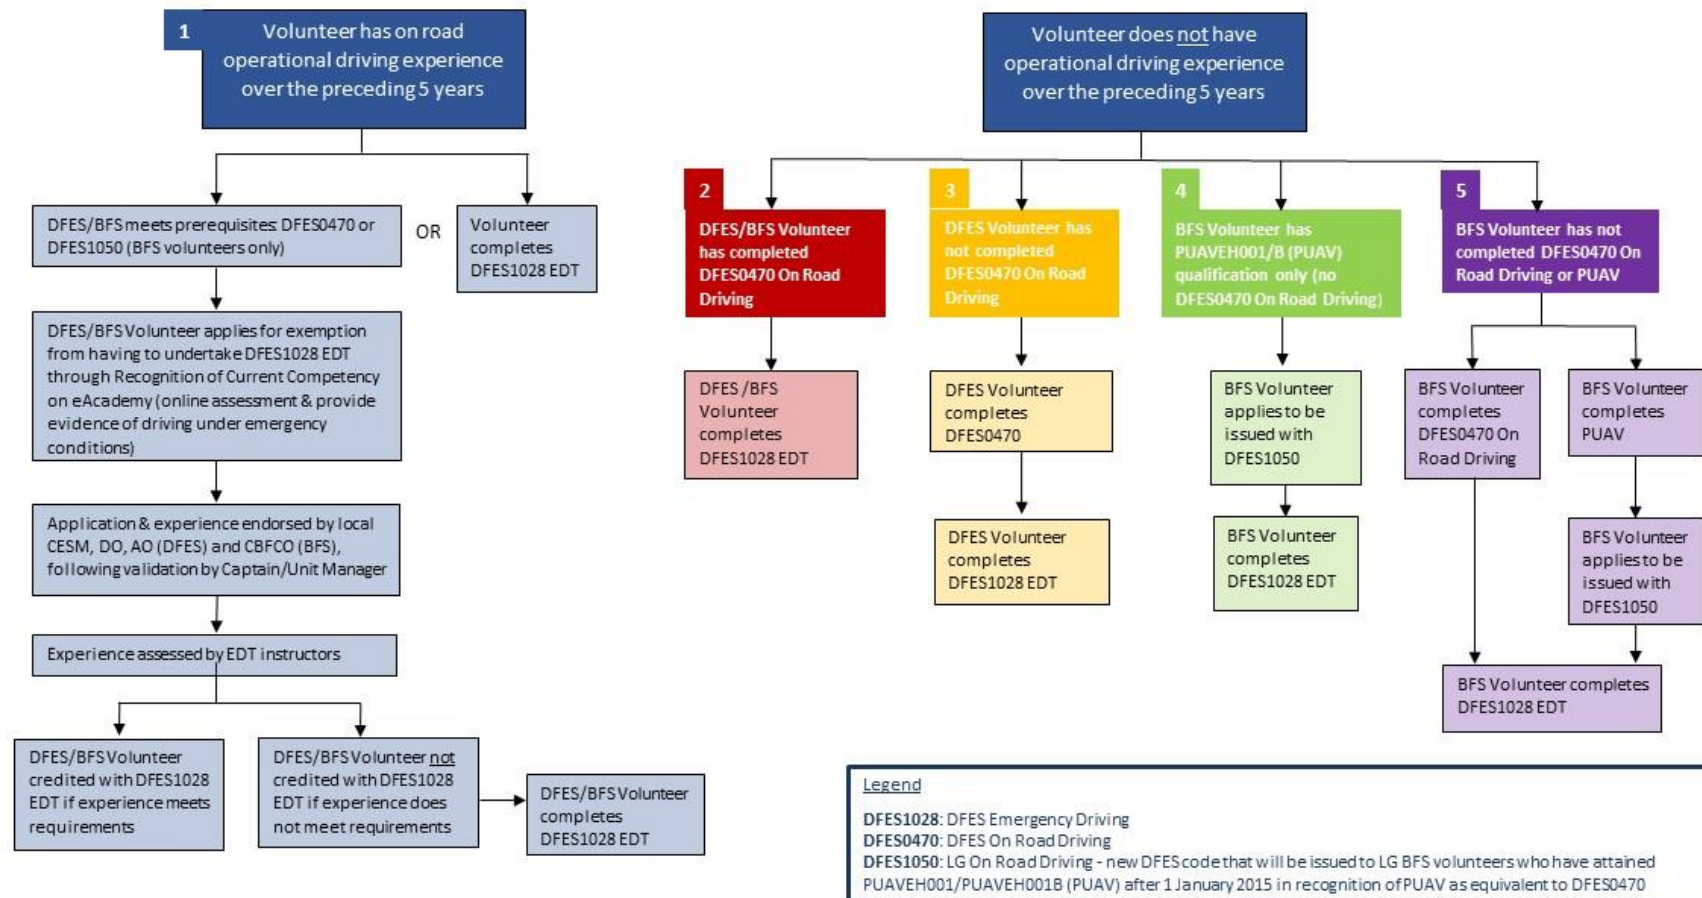 1
Volunteer has on road
operational driving experience
over the preceding 5 years
DFES/BFS meets prerequisites: DFES0470 or
DFES1050 (BFS volunteers only)
OR
Volunteer
completes
DFES1028 EDT
DFES/BFS Volunteer applies for exemption
from having to undertake DFES1028 EDT
through Recognition of Current Competency
on eAcademy (online assessment & provide
evidence of driving under emergency
conditions)
Application & experience endorsed by local
CESM, DO, AO (DFES) and CBFCO (BFS),
following validation by Captain/Unit Manager
Experience assessed by EDT instructors
DFES/BFS Volunteer
credited with DFES1028
EDT if experience meets
requirements
DFES/BFS Volunteer not
credited with DFES1028
EDT if experience does
not meet requirements
DFES/BFS Volunteer
completes
DFES1028 EDT
Volunteer does not have
operational driving experience
over the preceding 5 years
2
DFES/BFS Volunteer
has completed
DFES0470 On Road
Driving
DFES /BFS
Volunteer
completes
DFES1028 EDT
3
DFES Volunteer has
not completed
DFES0470 On Road
Driving
DFES Volunteer
completes
DFES0470
DFES Volunteer
completes
DFES1028 EDT
4
BFS Volunteer has
PUAVEH001/B (PUAV)
qualification only (no
DFES0470 On Road Driving)
BFS Volunteer
applies to be
issued with
DFES1050
BFS Volunteer
completes
DFES1028 EDT
5
BFS Volunteer has not
completed DFES0470 On
Road Driving or PUAV
BFS Volunteer
completes
DFES0470 On
Road Driving
BFS Volunteer
completes
PUAV
BFS Volunteer
applies to be
issued with
DFES1050
BFS Volunteer completes
DFES1028 EDT
Legend
DFES1028: DFES Emergency Driving
DFES0470: DFES On Road Driving
DFES1050: LG On Road Driving - new DFES code that will be issued to LG BFS volunteers who have attained
PUAVEH001/PUAVEH001B (PUAV) after 1 January 2015 in recognition of PUAV as equivalent to DFES0470